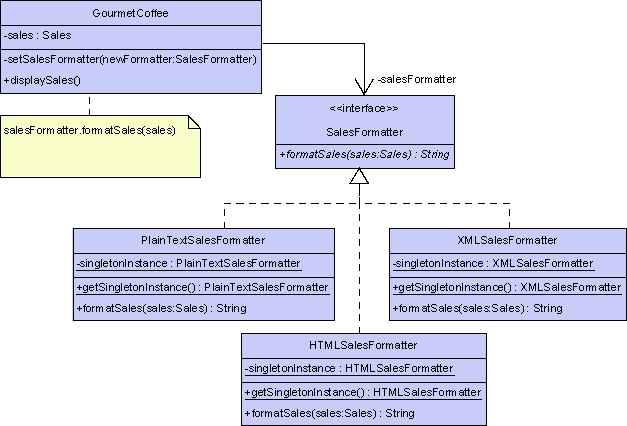 GourmetCoffee
-sales : Sales
-setSalesFormatter(newFormatter:SalesFormatter)
+displaySales()
-salesFormatter
salesFormatter.formatSales(sales)
<<interface>>
SalesFormatter
+formatSales(sales:Sales) : String
PlainTextSalesFormatter
-singletonInstance : PlainTextSalesFormatter
+getSingletonInstance() : PlainTextSalesFormatter
+formatSales(sales:Sales) : String
XMLSalesFormatter
-singletonInstance : XMLSalesFormatter
+getSingletonInstance() : XMLSalesFormatter
+formatSales(sales:Sales) : String
HTMLSalesFormatter
-singletonInstance : HTMLSalesFormatter
+getSingletonInstance() : HTMLSalesFormatter
+formatSales(sales:Sales) : String